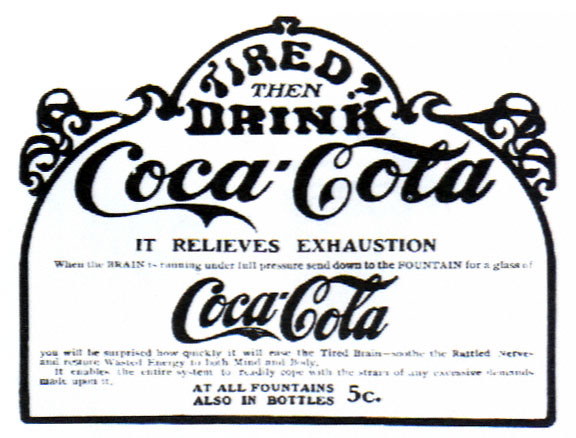 TIRED?
THEN
DRINK
Coca-Cola
IT RELIEVES EXHAUSTION
When the BRAIN is running under full pressure send down to the FOUNTAIN for a glass of
Coca-Cola
you will be surprised how quickly it will ease the Tired Brain—soothe the Rattled Nerves
and restore Wasted Energy to both Mind and Body.
It enables the entire system to readily cope with the strain of any excessive demands
made upon it.
AT ALL FOUNTAINS
ALSO IN BOTTLES 5c.